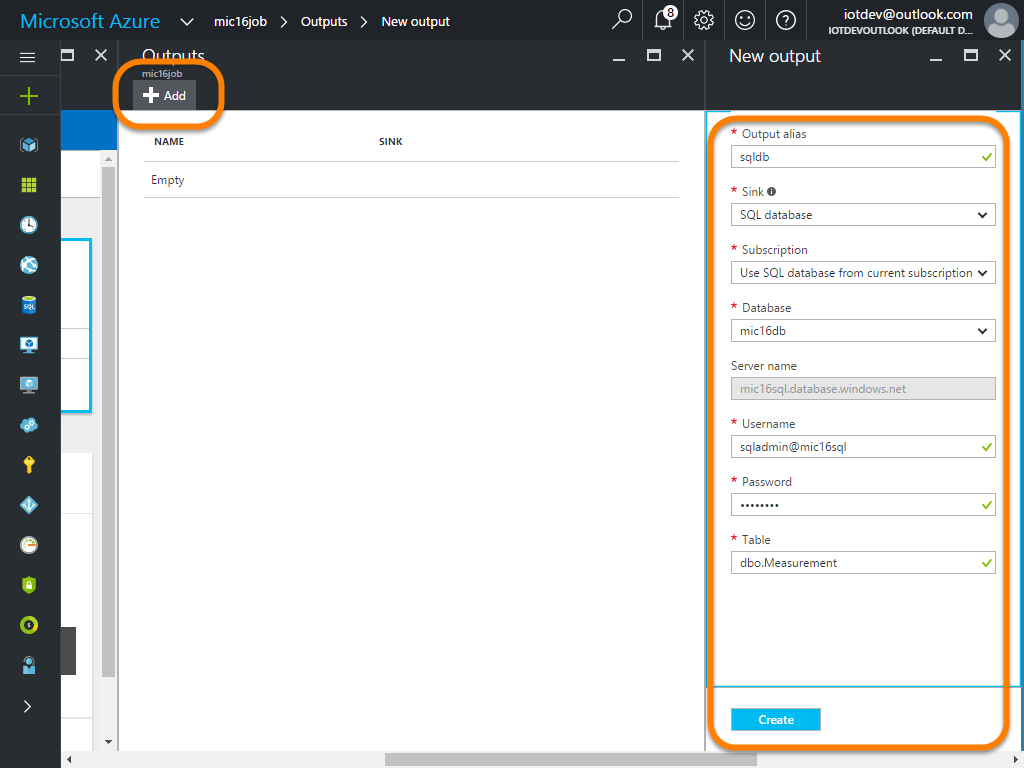 Microsoft Azure mic16job Outputs New output 8 iotdev@outlook.com
IOTDEVOUTLOOK (DEFAULT D...
Outputs
mic16job
Add
NAME SINK
Empty
New output
* Output alias
sqldb
* Sink
SQL database
* Subscription
Use SQL database from current subscription
* Database
mic16db
Server name
mic16sql.database.windows.net
* Username
sqladmin@mic16sql
* Password
••••••••
* Table
dbo.Measurement
Create
SQL